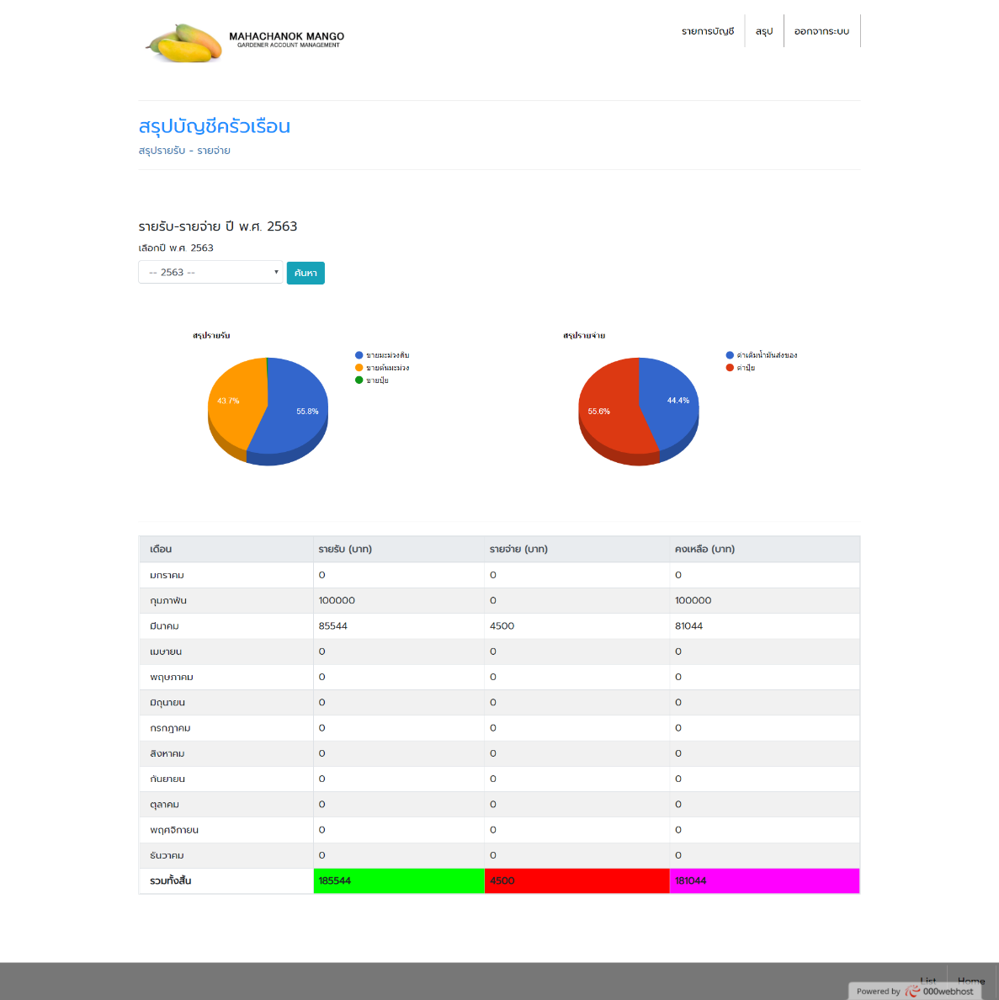 MAHACHANOK MANGO
GARDENER ACCOUNT MANAGEMENT
รายการบัญชี สรุป ออกจากระบบ
สรุปบัญชีครัวเรือน
สรุปรายรับ - รายจ่าย
รายรับ-รายจ่าย ปี พ.ศ. 2563
เลือกปี พ.ศ. 2563
-- 2563 -- ค้นหา
สรุปรายรับ
ขายมะม่วงดิบ
ขายต้นมะม่วง
ขายปุ๋ย
43.7%
55.8%
สรุปรายจ่าย
ค่าเติมน้ำมันส่งของ
ค่าปุ๋ย
44.4%
55.6%
เดือน รายรับ (บาท) รายจ่าย (บาท) คงเหลือ (บาท)
มกราคม 0 0 0
กุมภาพัน 100000 0 100000
มีนาคม 85544 4500 81044
เมษายน 0 0 0
พฤษภาคม 0 0 0
มิถุนายน 0 0 0
กรกฎาคม 0 0 0
สิงหาคม 0 0 0
กันยายน 0 0 0
ตุลาคม 0 0 0
พฤศจิกายน 0 0 0
ธันวาคม 0 0 0
รวมทั้งสิ้น 185544 4500 181044
List Home
Powered by 000webhost